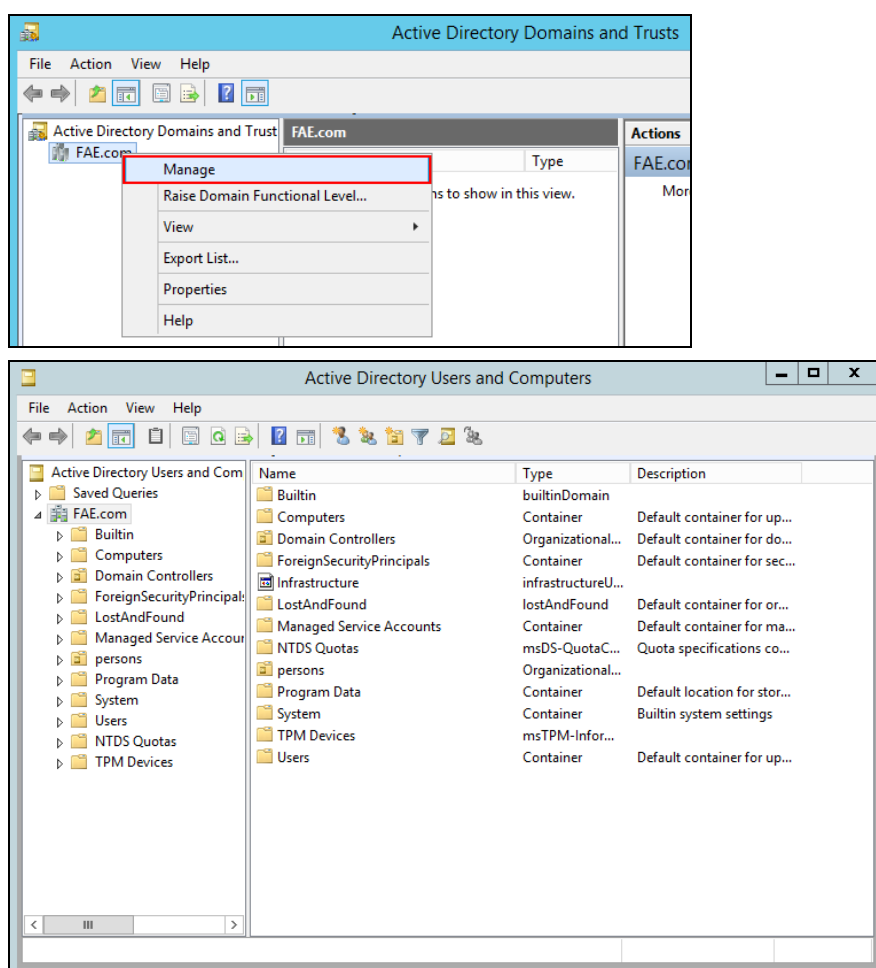 Active Directory Domains and Trusts
File Action View Help
Active Directory Domains and Trust FAE.com Actions
FAE.com Type FAE.co
Manage
Raise Domain Functional Level... ns to show in this view. Mor
View
Export List...
Properties
Help
Active Directory Users and Computers
File Action View Help
Active Directory Users and Com
Saved Queries
FAE.com
Builtin
Computers
Domain Controllers
ForeignSecurityPrincipals
LostAndFound
Managed Service Accour
persons
Program Data
System
Users
NTDS Quotas
TPM Devices
Name Type Description
Builtin builtinDomain
Computers Container Default container for up...
Domain Controllers Organizational... Default container for do...
ForeignSecurityPrincipals Container Default container for sec...
Infrastructure infrastructureU...
LostAndFound lostAndFound Default container for or...
Managed Service Accounts Container Default container for ma...
NTDS Quotas msDS-QuotaC... Quota specifications co...
persons Organizational...
Program Data Container Default location for stor...
System Container Builtin system settings
TPM Devices msTPM-Infor...
Users Container Default container for up...